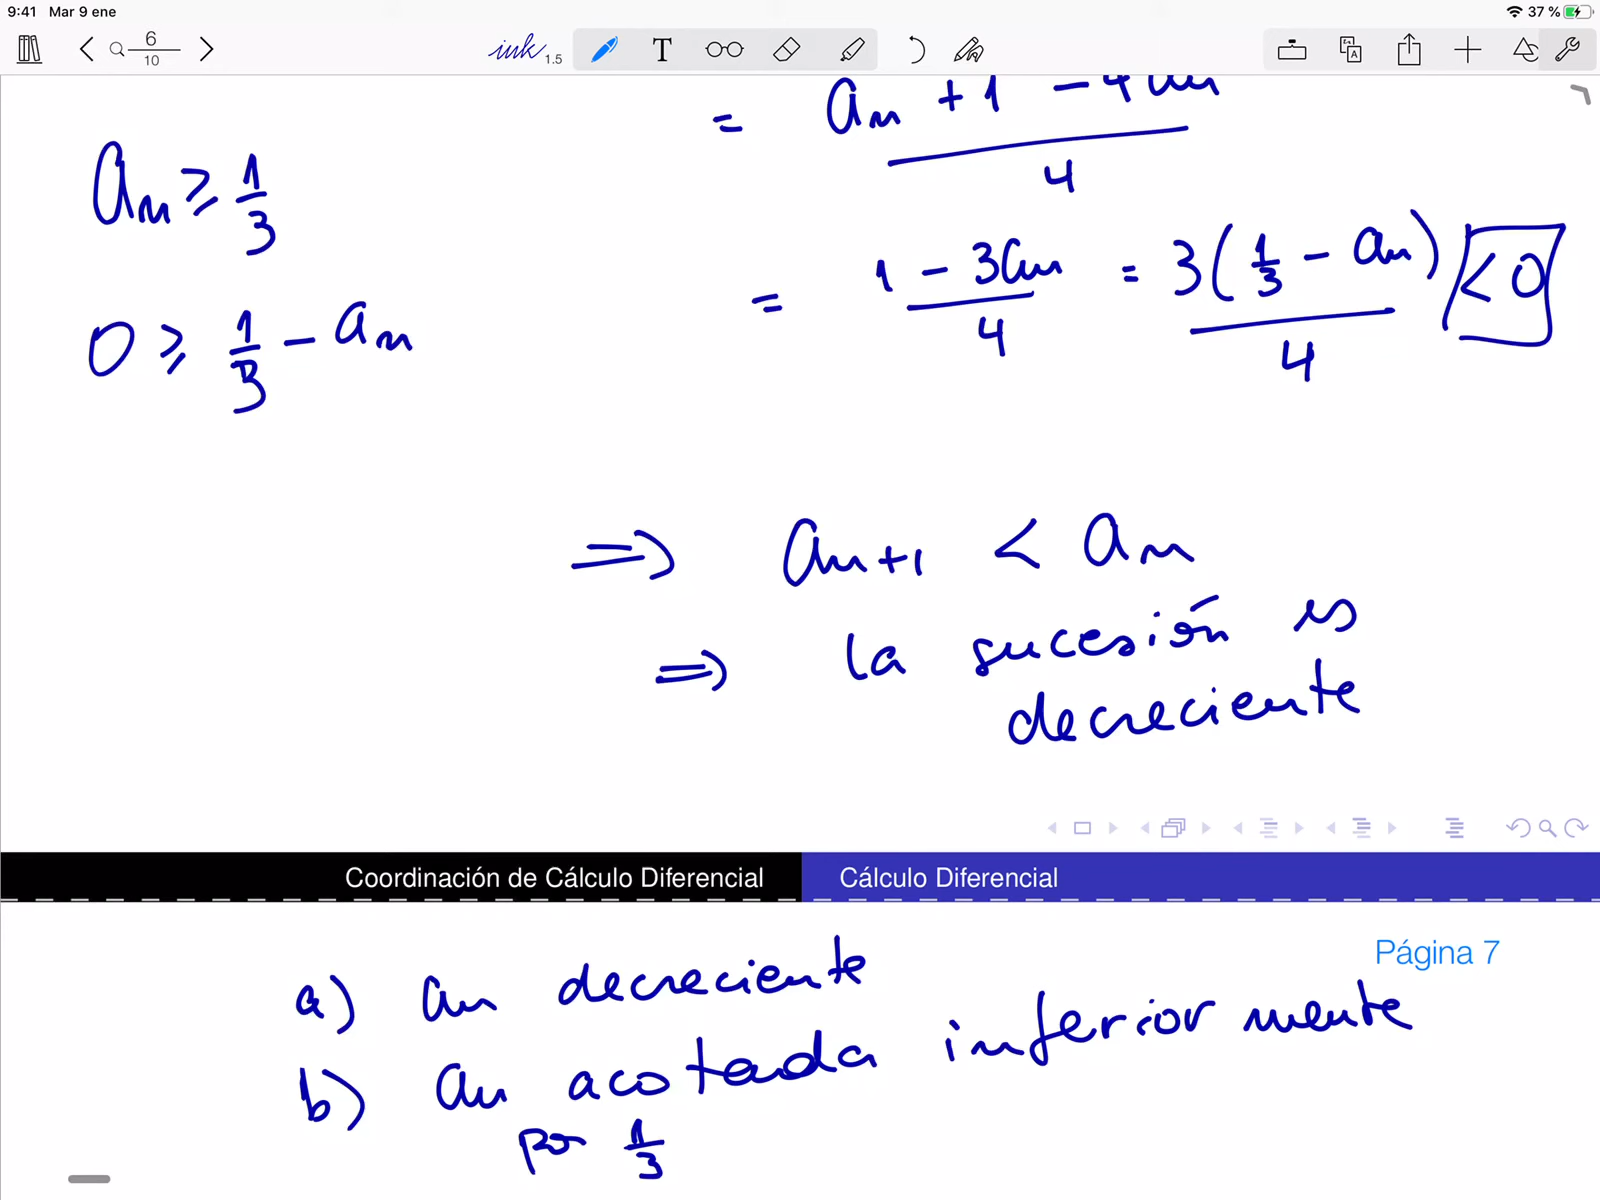 9:41 Mar 9 ene 37 %
6
10
ink 1.5 T
= an + 1 - 4an
4
an ≥ 1/3
= 1 - 3an / 4 = 3(1/3 - an) / 4 < 0
0 ≥ 1/3 - an
⇒ an+1 < an
⇒ la sucesión es
decreciente
Coordinación de Cálculo Diferencial Cálculo Diferencial
Página 7
a) an decreciente
b) an acotada inferiormente
por 1/3